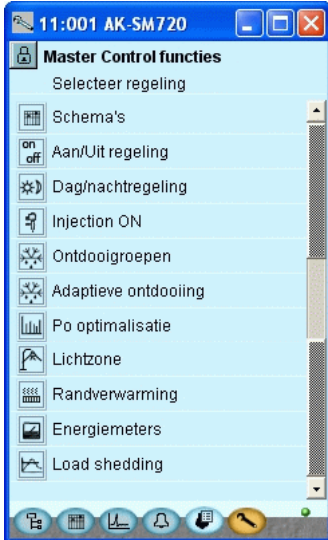 11:001 AK-SM720
Master Control functies
Selecteer regeling
Schema's
on
off
Aan/Uit regeling
Dag/nachtregeling
Injection ON
Ontdooigroepen
Adaptieve ontdooiing
Po optimalisatie
Lichtzone
Randverwarming
Energiemeters
Load shedding